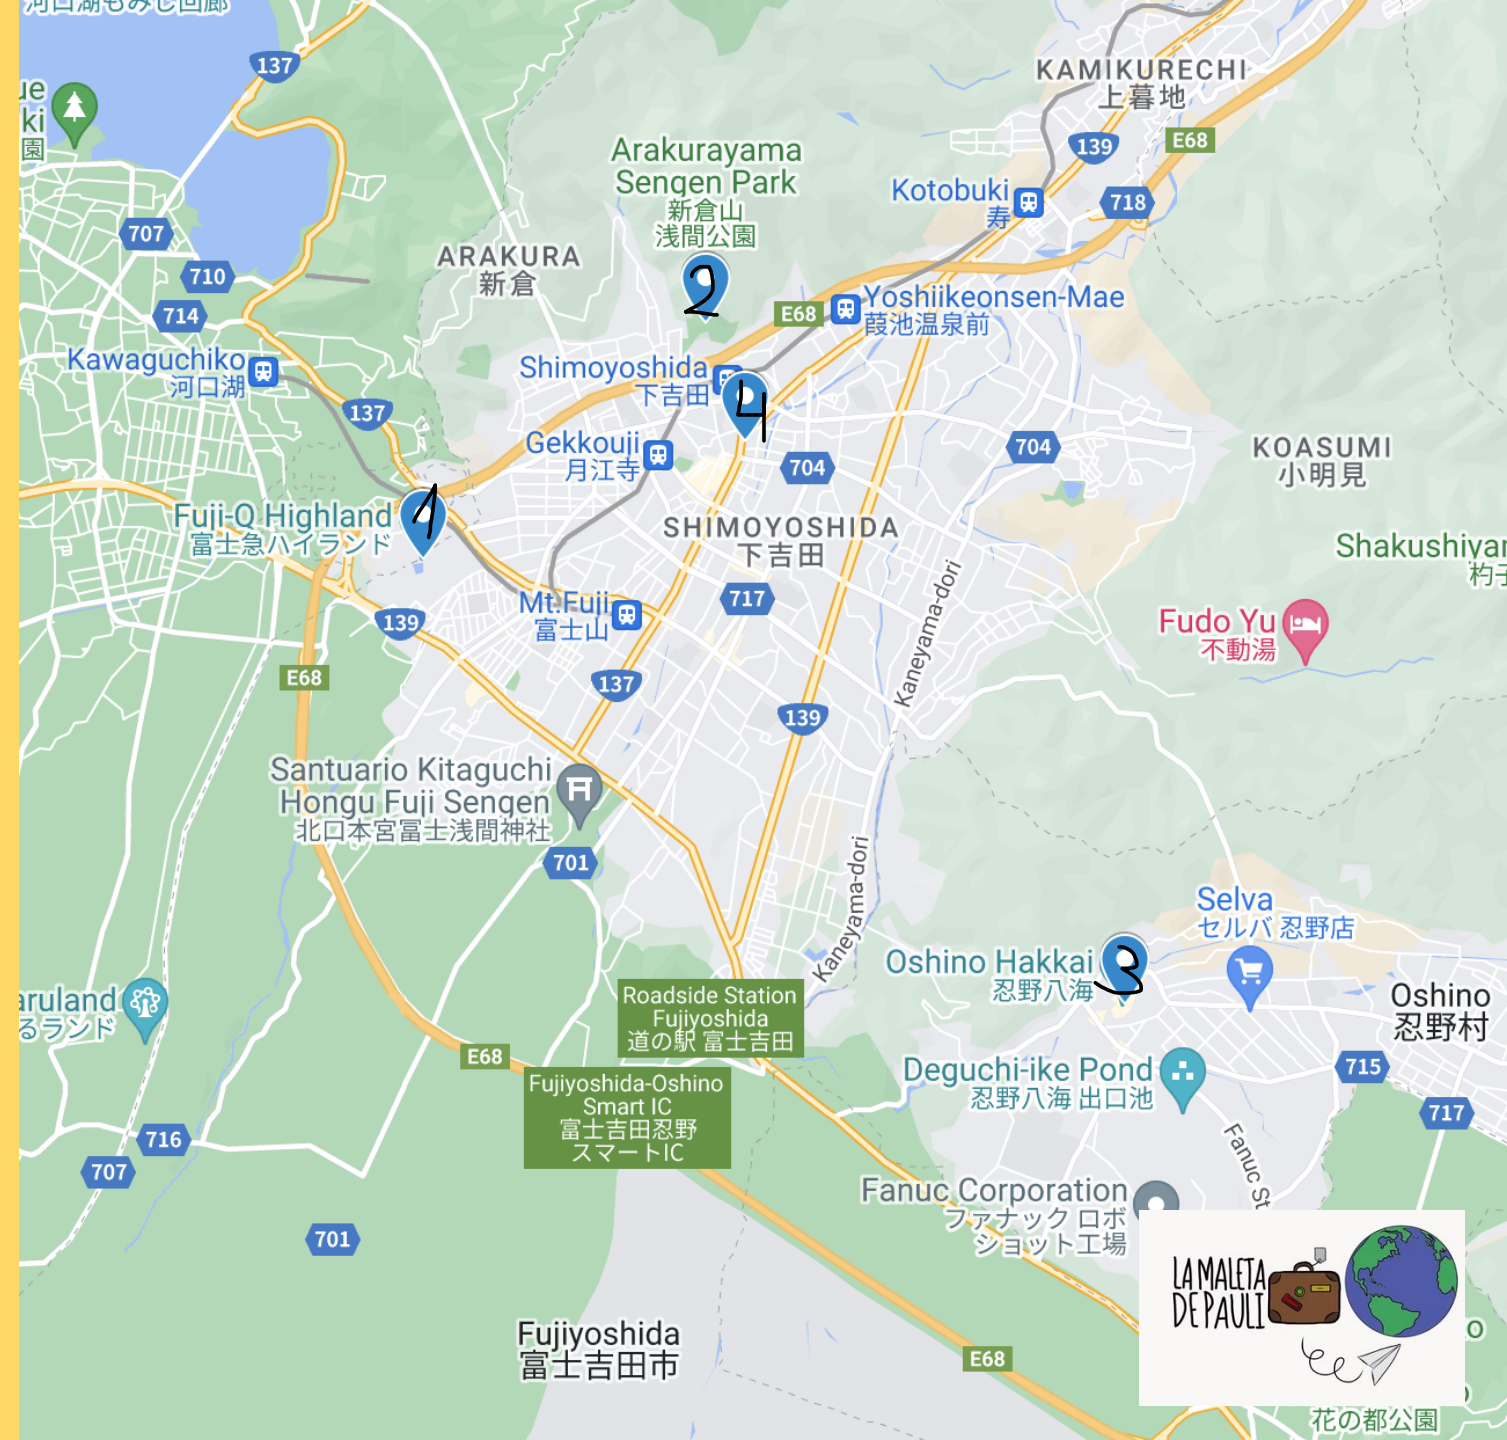 河口湖もみじ回廊
137
KAMIKURECHI
上暮地
139
E68
園
Arakurayama
Sengen Park
新倉山
浅間公園
Kotobuki
寿
718
707
ARAKURA
新倉
710
2
714
E68
Yoshiikeonsen-Mae
葭池温泉前
Kawaguchiko
河口湖
Shimoyoshida
下吉田
4
137
Gekkouji
月江寺
704
704
KOASUMI
小明見
Fuji-Q Highland
富士急ハイランド
1
SHIMOYOSHIDA
下吉田
Shakushiyar
杓子
Mt.Fuji
富士山
717
Kaneyama-dori
139
Fudo Yu
不動湯
E68
137
139
Santuario Kitaguchi
Hongu Fuji Sengen
北口本宮冨士浅間神社
701
Kaneyama-dori
Selva
セルバ 忍野店
Oshino Hakkai
忍野八海
3
aruland
るランド
Roadside Station
Fujiyoshida
道の駅 富士吉田
Oshino
忍野村
E68
Fujiyoshida-Oshino
Smart IC
富士吉田忍野
スマートIC
Deguchi-ike Pond
忍野八海 出口池
715
717
716
707
Fanuc St
Fanuc Corporation
ファナック ロボ
ショット工場
701
LA MALETA
DE PAULI
Fujiyoshida
富士吉田市
E68
花の都公園